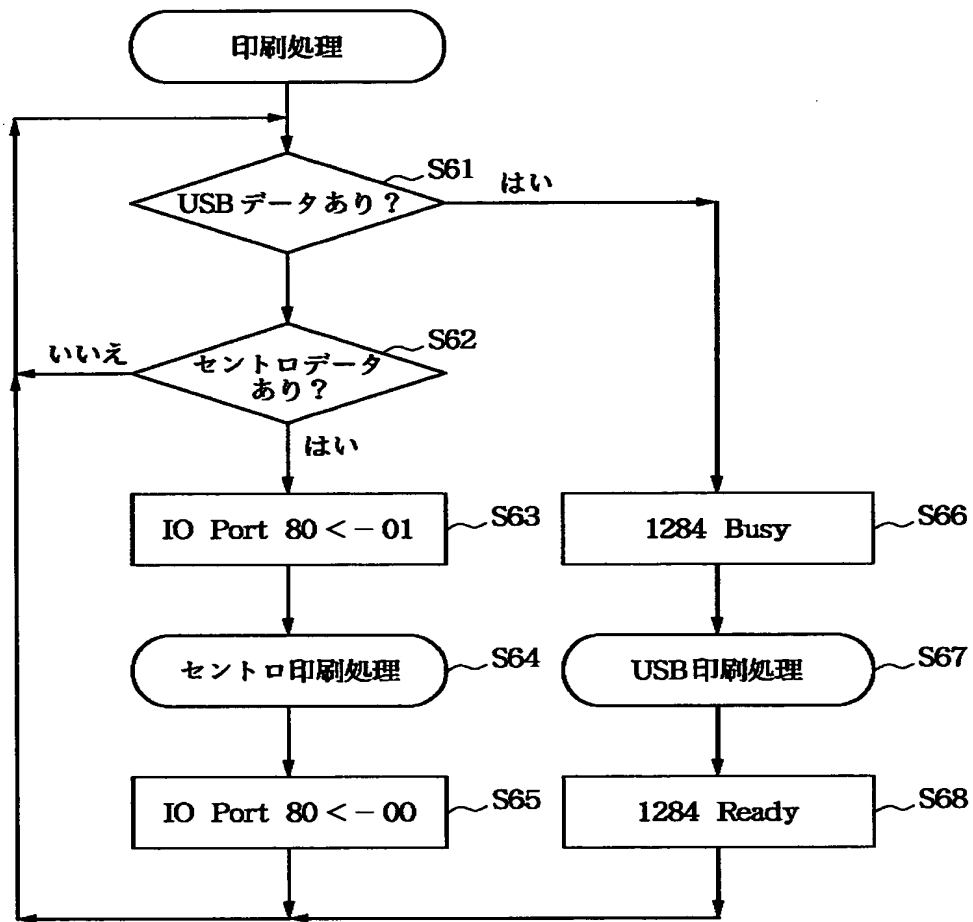 印刷処理
S61
はい
USBデータあり?
S62
いいえ
セントロデータ
あり?
はい
IO Port 80<-01
S63
1284 Busy
S66
セントロ印刷処理
S64
USB印刷処理
S67
IO Port 80<-00
S65
1284 Ready
S68